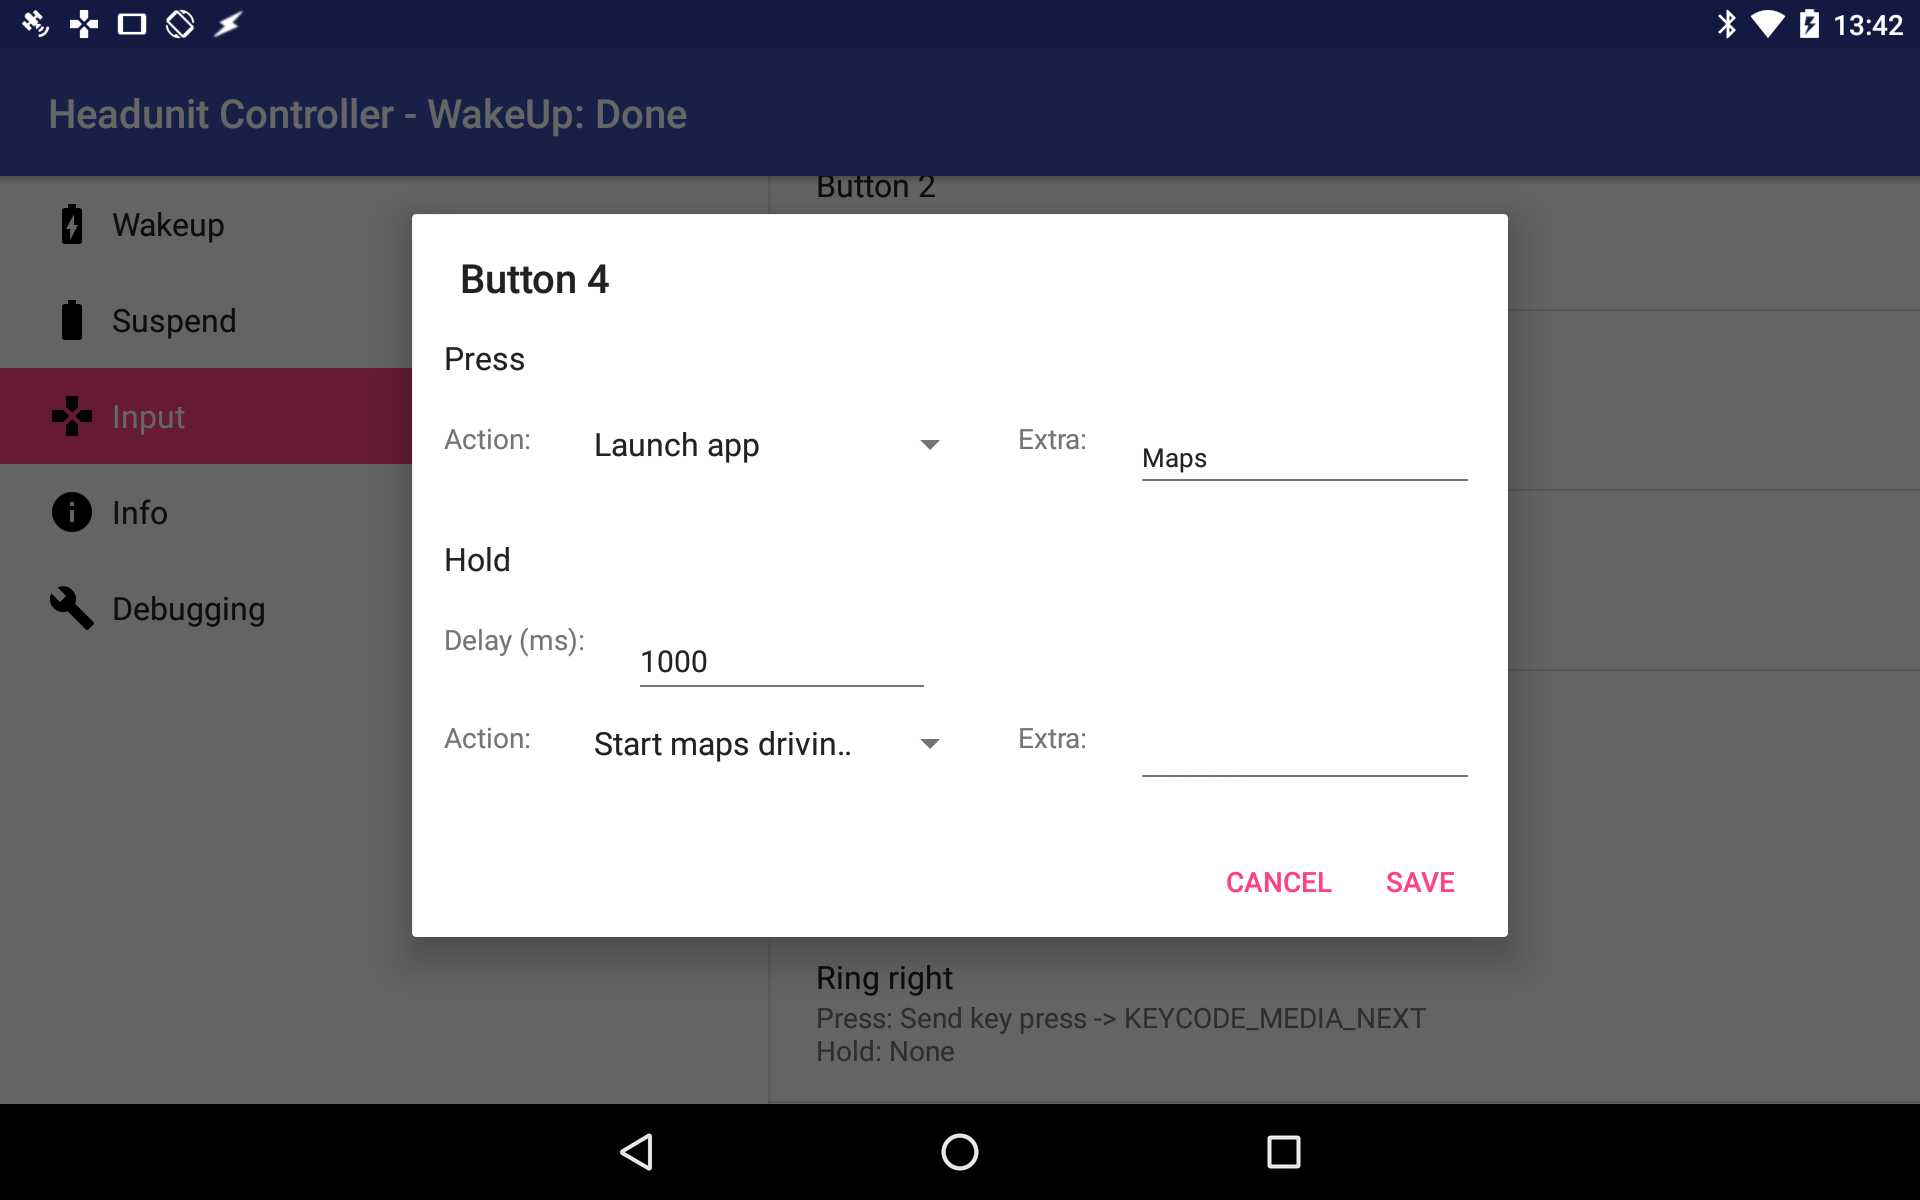 13:42
Headunit Controller - WakeUp: Done
Wakeup
Suspend
Input
Info
Debugging
Button 2
Button 4
Press
Action: Launch app Extra: Maps
Hold
Delay (ms): 1000
Action: Start maps drivin.. Extra:
CANCEL SAVE
Ring right
Press: Send key press -> KEYCODE_MEDIA_NEXT
Hold: None